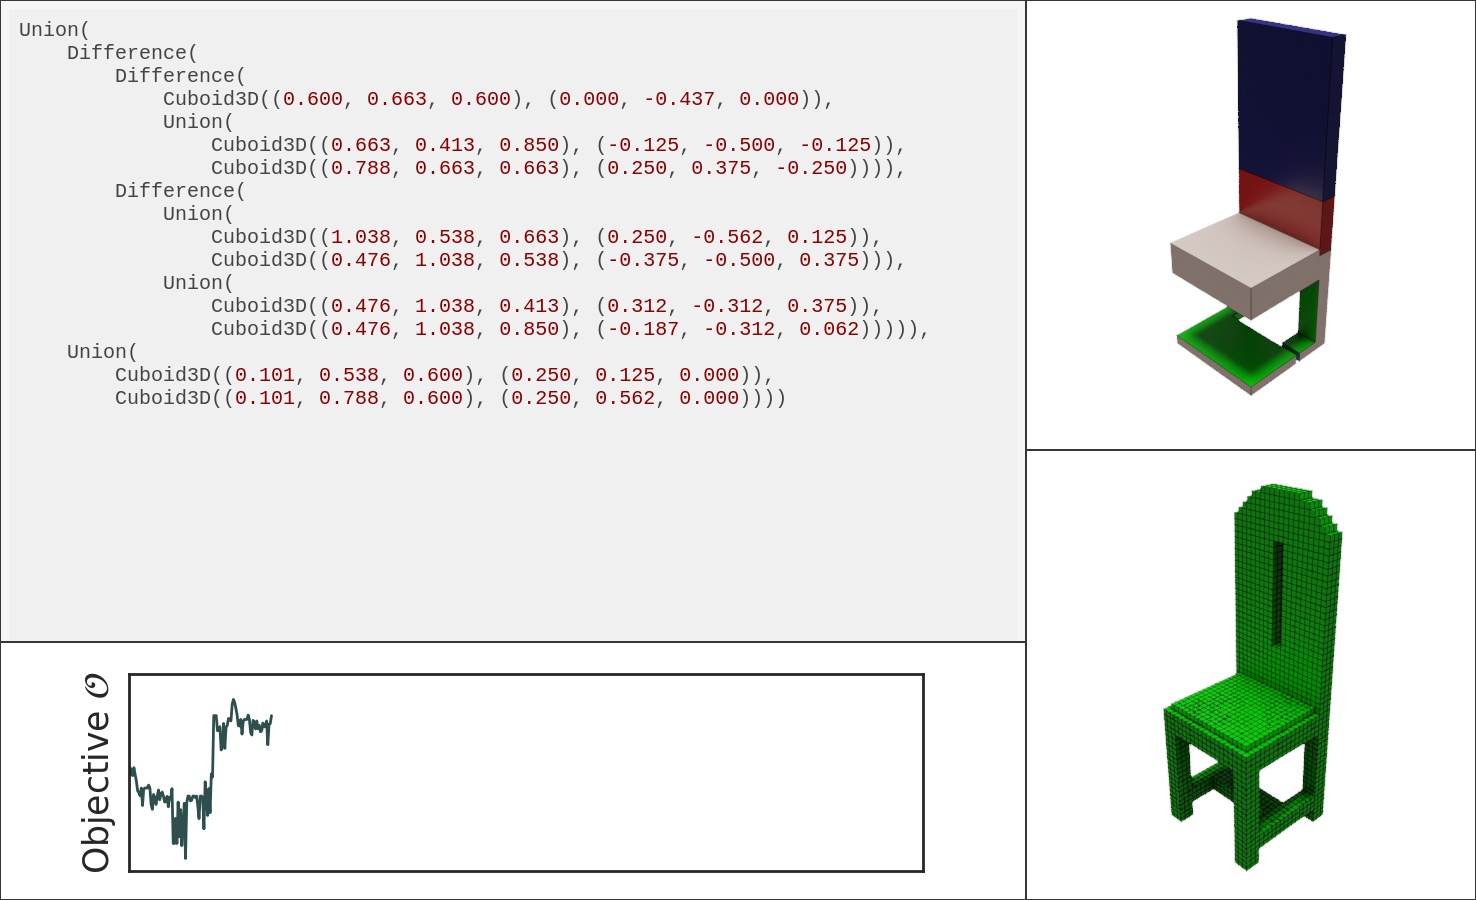 Union(
    Difference(
        Difference(
            Cuboid3D((0.600, 0.663, 0.600), (0.000, -0.437, 0.000)),
            Union(
                Cuboid3D((0.663, 0.413, 0.850), (-0.125, -0.500, -0.125)),
                Cuboid3D((0.788, 0.663, 0.663), (0.250, 0.375, -0.250)))),
        Difference(
            Union(
                Cuboid3D((1.038, 0.538, 0.663), (0.250, -0.562, 0.125)),
                Cuboid3D((0.476, 1.038, 0.538), (-0.375, -0.500, 0.375))),
            Union(
                Cuboid3D((0.476, 1.038, 0.413), (0.312, -0.312, 0.375)),
                Cuboid3D((0.476, 1.038, 0.850), (-0.187, -0.312, 0.062))))),
    Union(
        Cuboid3D((0.101, 0.538, 0.600), (0.250, 0.125, 0.000)),
        Cuboid3D((0.101, 0.788, 0.600), (0.250, 0.562, 0.000))))
Objective 𝒪